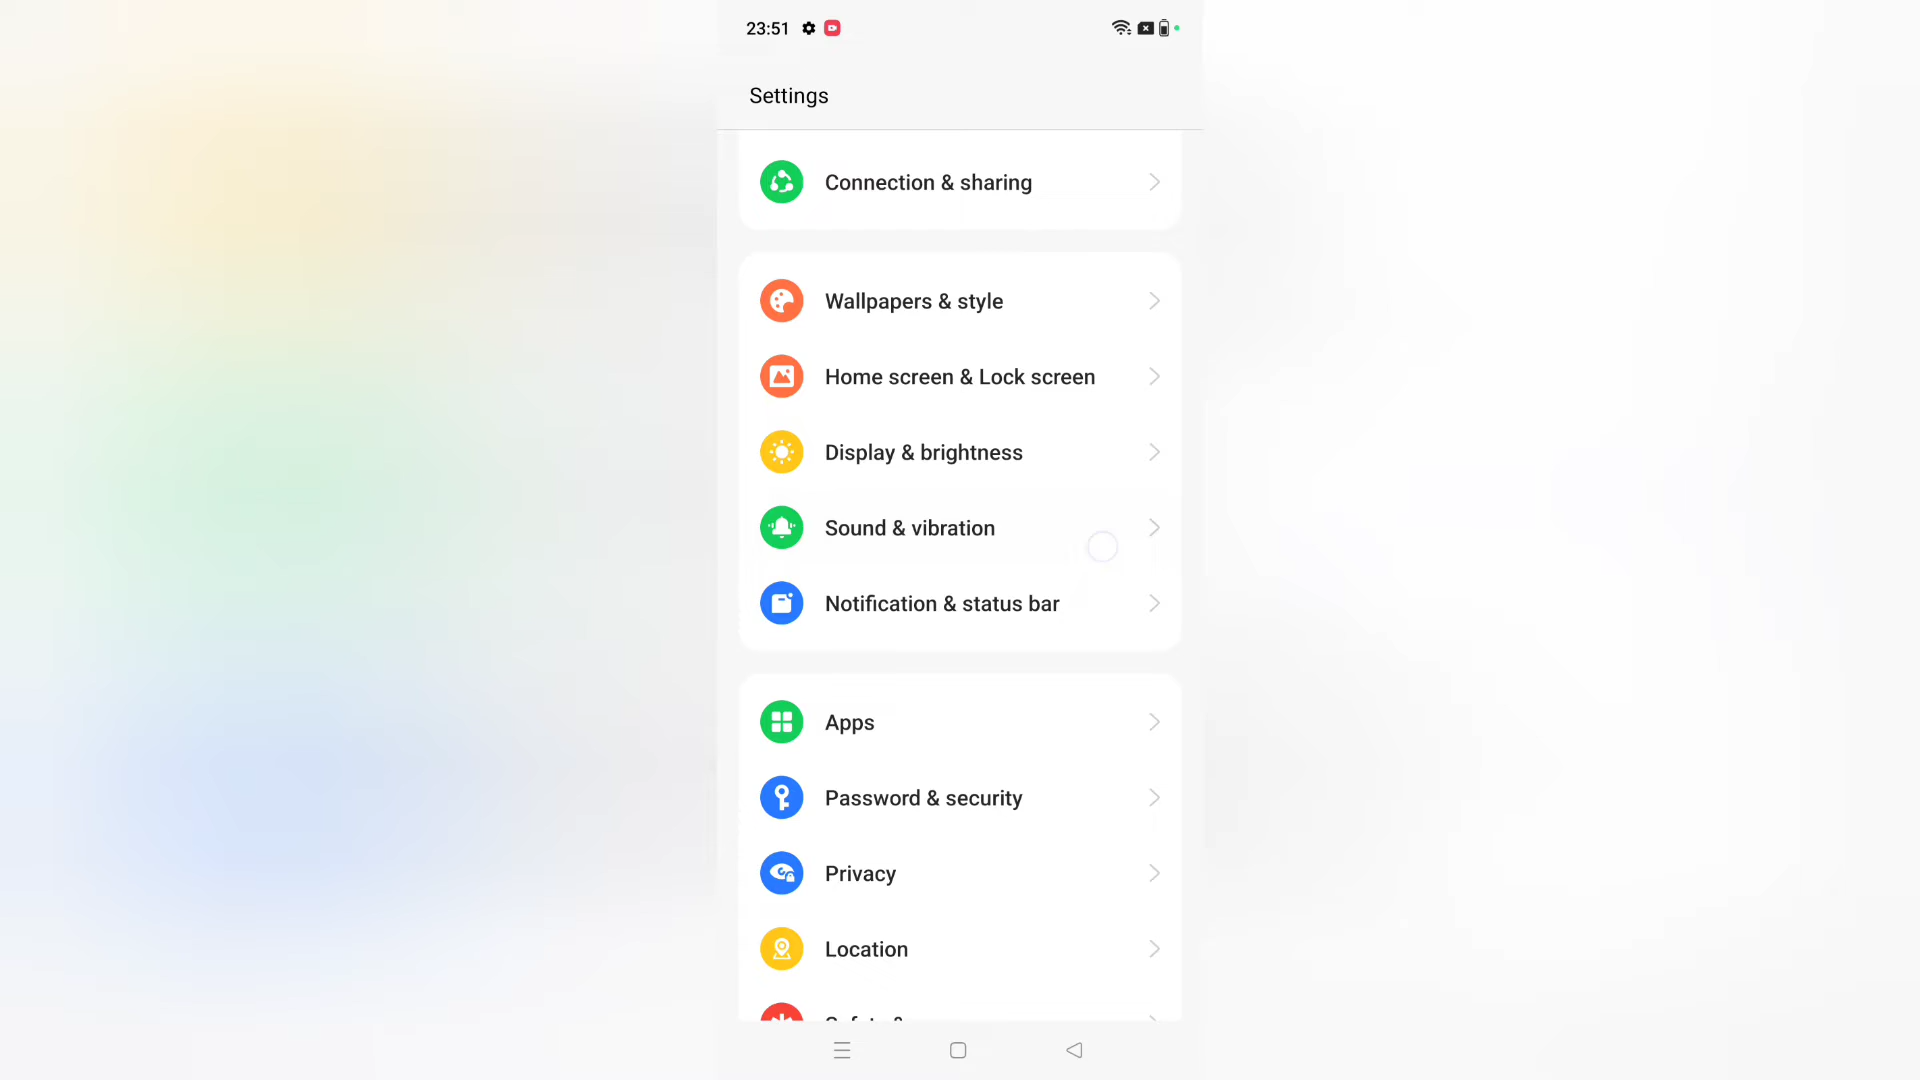 23:51
Settings
Connection & sharing
Wallpapers & style
Home screen & Lock screen
Display & brightness
Sound & vibration
Notification & status bar
Apps
Password & security
Privacy
Location